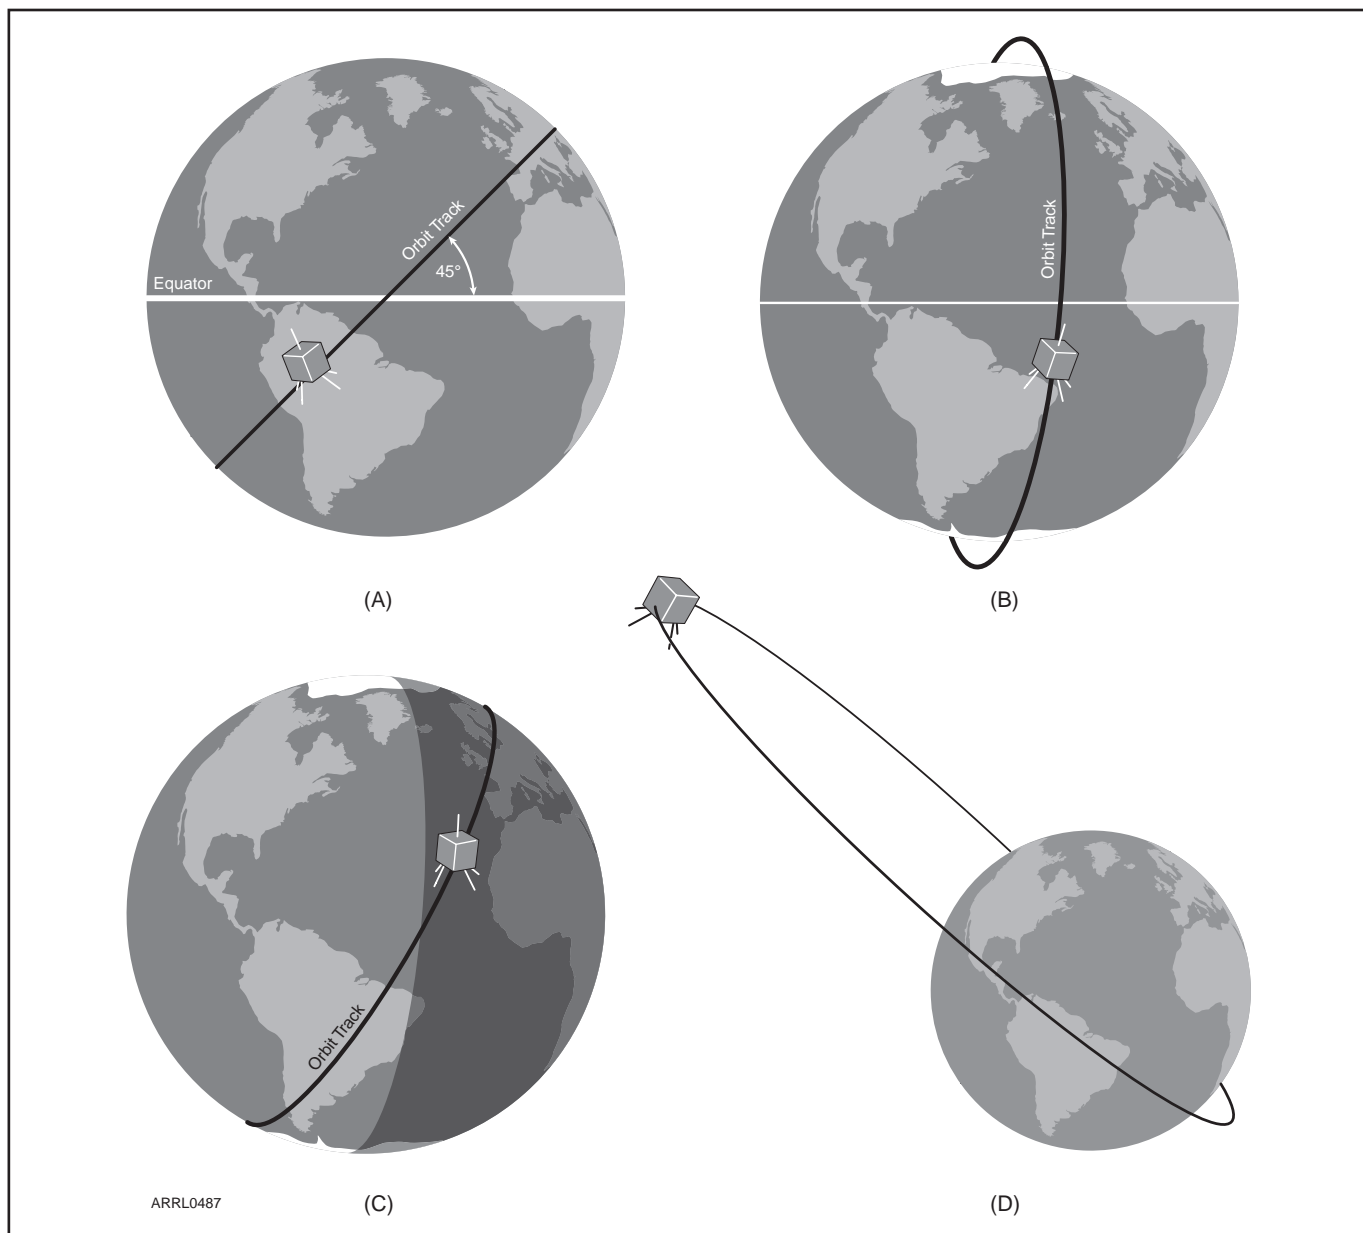 Orbit Track
45°
Equator
(A)
Orbit Track
(B)
Orbit Track
(C)
(D)
ARRL0487